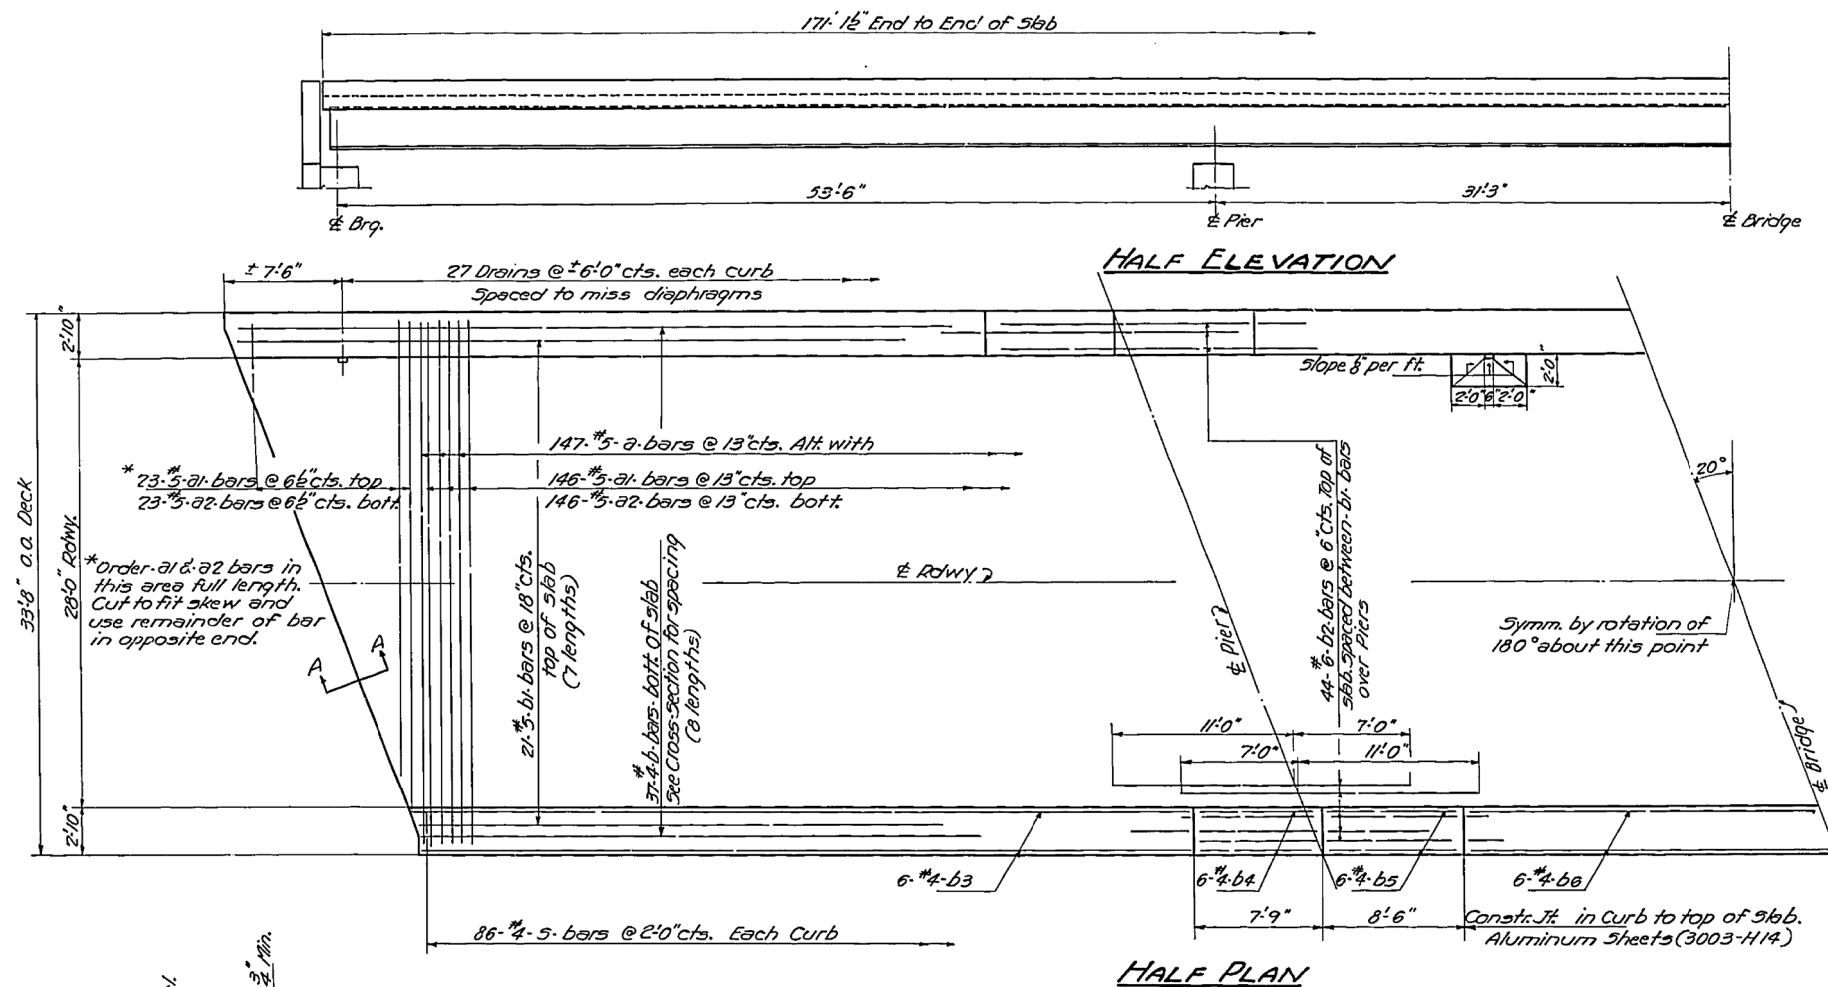 171'-1½" End to End of Slab
53'-6"
31'-3"
℄ Brg.
℄ Pier
℄ Bridge
HALF ELEVATION
± 7'-6"
27 Drains @ ±6'-0" cts. each curb
Spaced to miss diaphragms
2'-10"
Slope ⅛" per ft.
2'-0"
2'-0" 6" 2'-0"
147-#5-a-bars @ 13" cts. Alt. with
* 23-#5-a1-bars @ 6½" cts. top
23-#5-a2-bars @ 6½" cts. bott.
146-#5-a1-bars @ 13" cts. top
146-#5-a2-bars @ 13" cts. bott.
20°
33'-8" O.O. Deck
28'-0" Rdwy.
*Order-a1 & a2 bars in
this area full length.
Cut to fit skew and
use remainder of bar
in opposite end.
A
A
21-#5-b1-bars @ 18" cts.
top of slab
(7 lengths)
37-#4-b-bars-bott. of slab
See Cross-Section for spacing
(8 lengths)
℄ Rdwy
℄ Pier
44-#6-b2-bars @ 6" cts. Top of
slab. spaced between-b1-bars
over Piers
Symm. by rotation of
180° about this point
℄ Bridge
11'-0"
7'-0"
7'-0"
11'-0"
2'-10"
6-#4-b3
6-#4-b4
6-#4-b5
6-#4-b6
7'-9"
8'-6"
Constr. Jt. in Curb to top of Slab.
Aluminum Sheets (3003-H14)
86-#4-S-bars @ 2'-0" cts. Each Curb
3/4" Min.
HALF PLAN